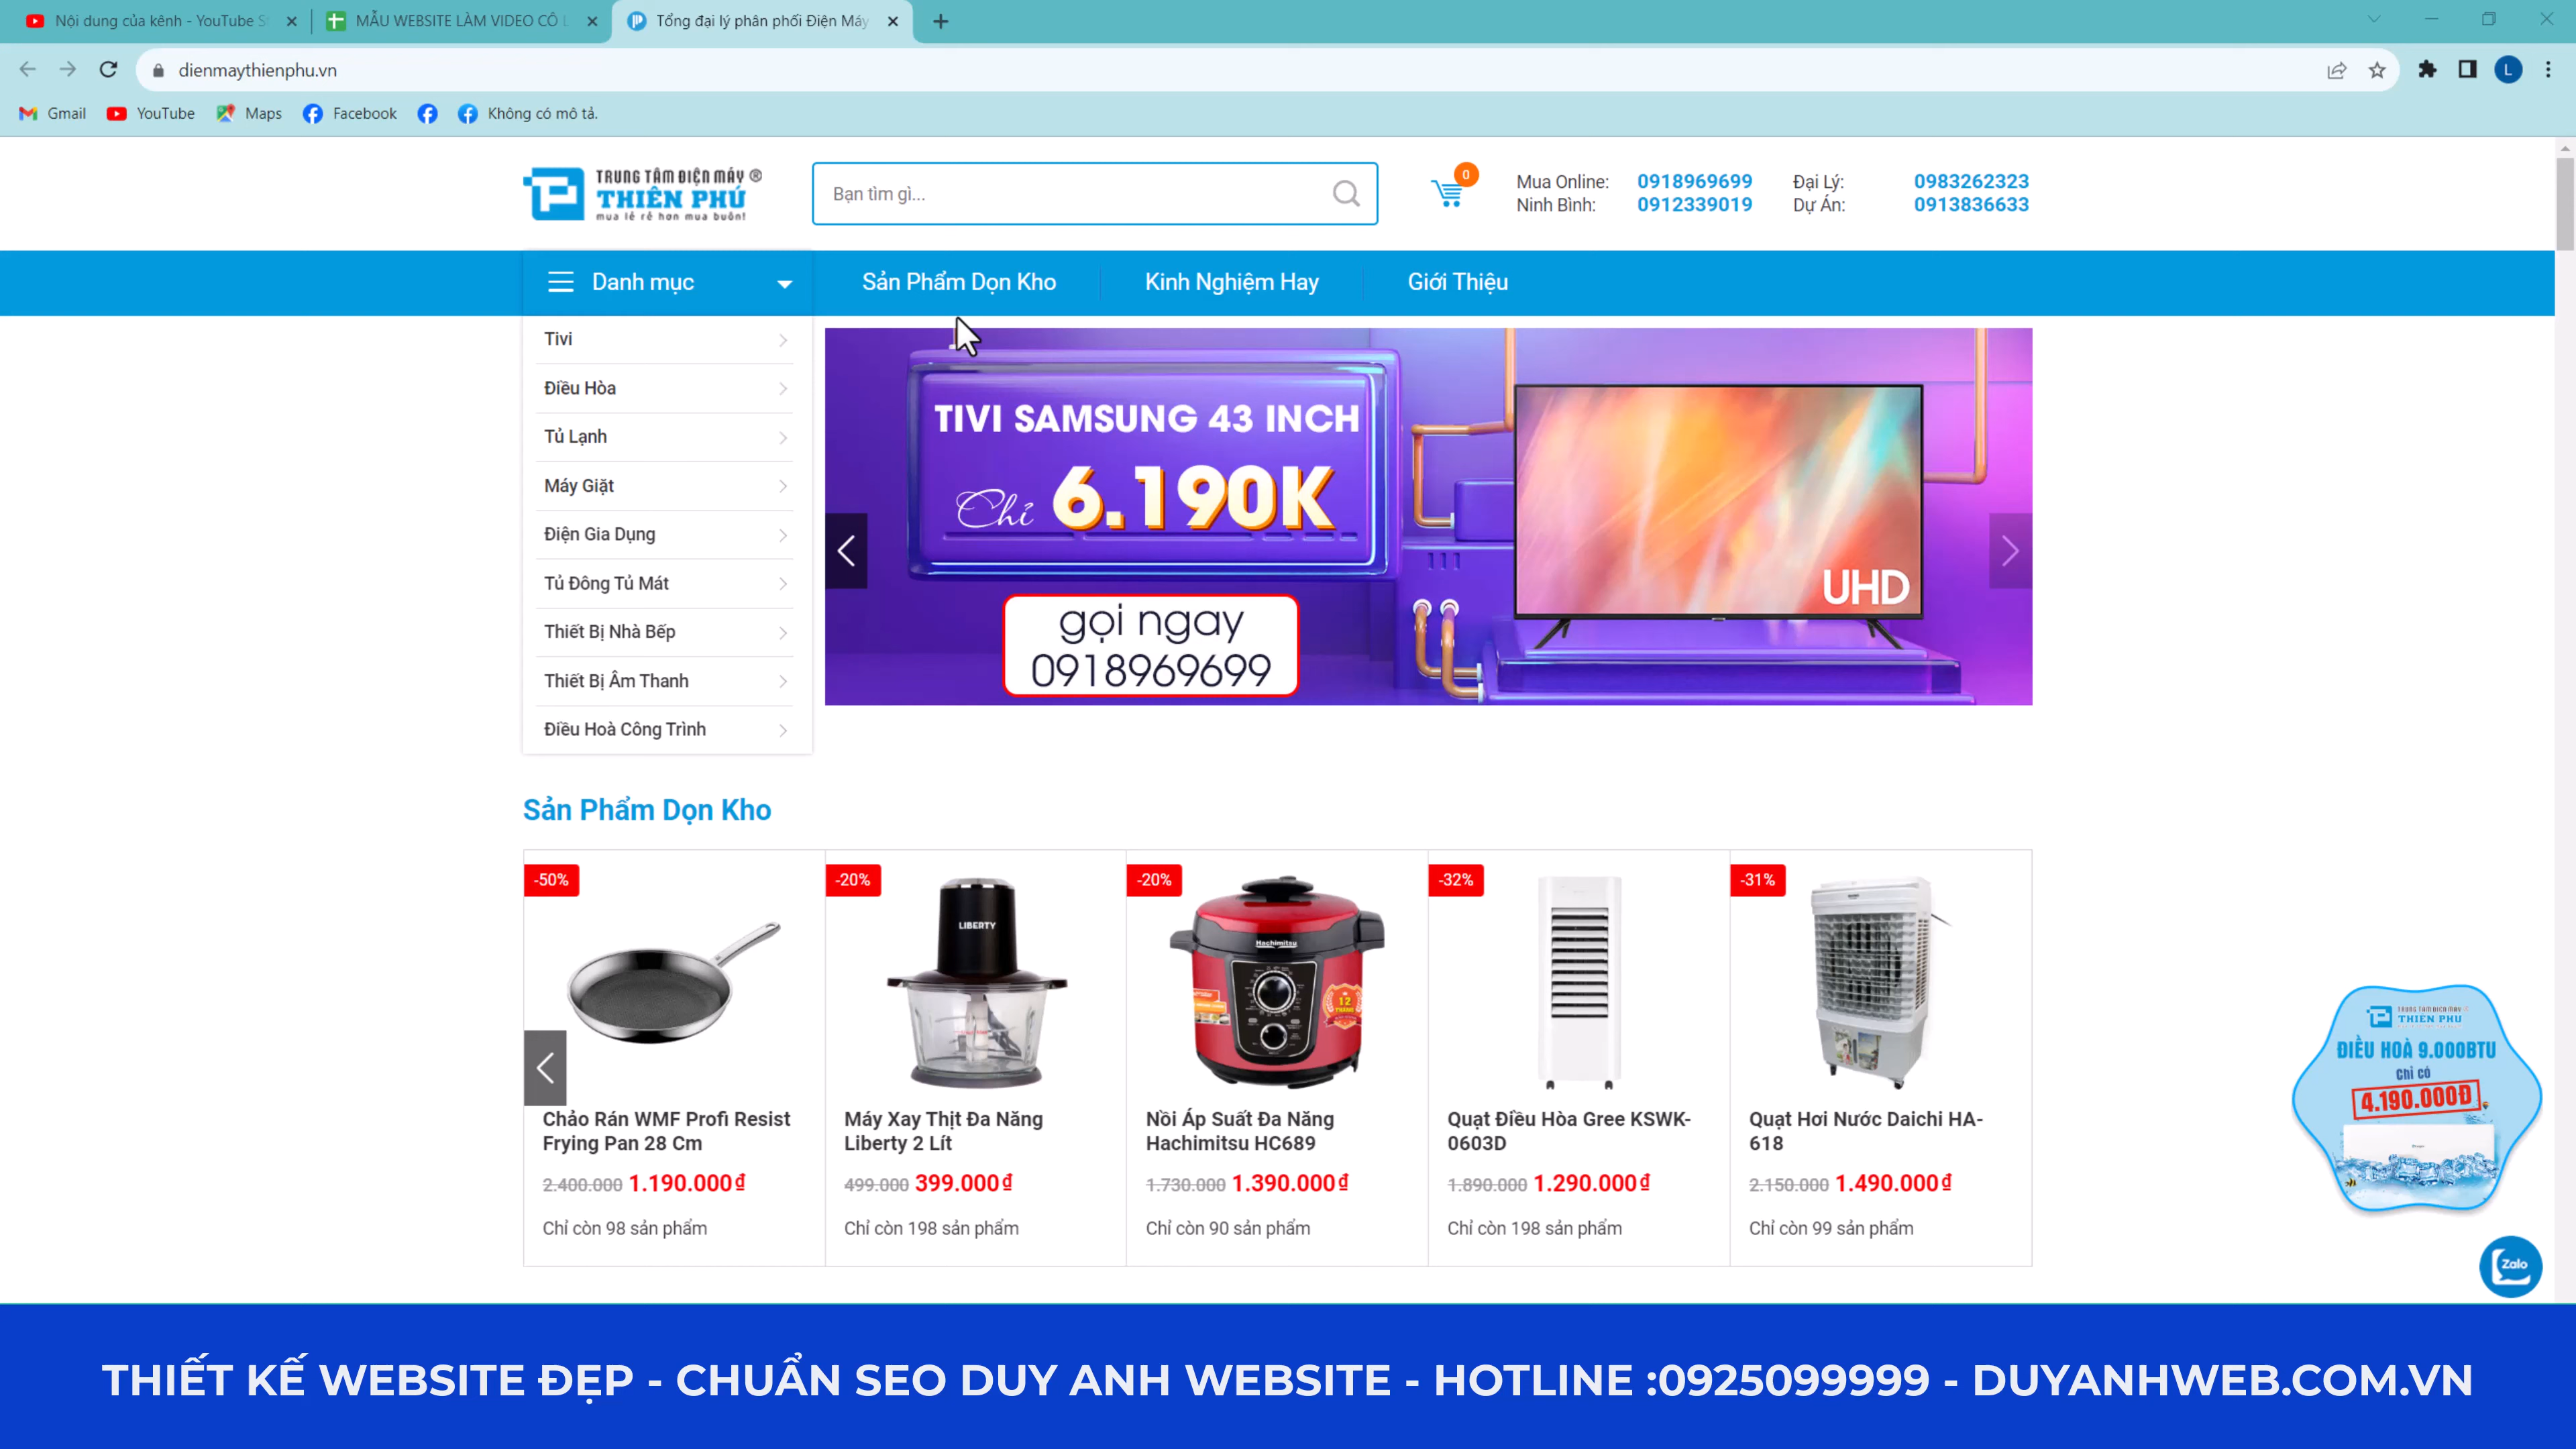 Nội dung của kênh - YouTube S
MẪU WEBSITE LÀM VIDEO CÔ L
Tổng đại lý phân phối Điện Máy
dienmaythienphu.vn
L
Gmail
YouTube
Maps
Facebook
Không có mô tả.
TRUNG TÂM ĐIỆN MÁY ®
THIÊN PHÚ
mua lẻ rẻ hơn mua buôn!
Bạn tìm gì...
0
Mua Online: 0918969699 Đại Lý: 0983262323
Ninh Bình: 0912339019 Dự Án: 0913836633
Danh mục
Sản Phẩm Dọn Kho
Kinh Nghiệm Hay
Giới Thiệu
Tivi
Điều Hòa
Tủ Lạnh
Máy Giặt
Điện Gia Dụng
Tủ Đông Tủ Mát
Thiết Bị Nhà Bếp
Thiết Bị Âm Thanh
Điều Hoà Công Trình
TIVI SAMSUNG 43 INCH
Chỉ 6.190K
gọi ngay
0918969699
UHD
Sản Phẩm Dọn Kho
-50%
Chảo Rán WMF Profi Resist
Frying Pan 28 Cm
2.400.000 1.190.000₫
Chỉ còn 98 sản phẩm
-20%
LIBERTY
Máy Xay Thịt Đa Năng
Liberty 2 Lít
499.000 399.000₫
Chỉ còn 198 sản phẩm
-20%
Hachimitsu
12
Nồi Áp Suất Đa Năng
Hachimitsu HC689
1.730.000 1.390.000₫
Chỉ còn 90 sản phẩm
-32%
Quạt Điều Hòa Gree KSWK-
0603D
1.890.000 1.290.000₫
Chỉ còn 198 sản phẩm
-31%
Quạt Hơi Nước Daichi HA-
618
2.150.000 1.490.000₫
Chỉ còn 99 sản phẩm
TRUNG TÂM ĐIỆN MÁY
THIÊN PHÚ
ĐIỀU HOÀ 9.000BTU
Chỉ có
4.190.000Đ
Zalo
THIẾT KẾ WEBSITE ĐẸP - CHUẨN SEO DUY ANH WEBSITE - HOTLINE :0925099999 - DUYANHWEB.COM.VN